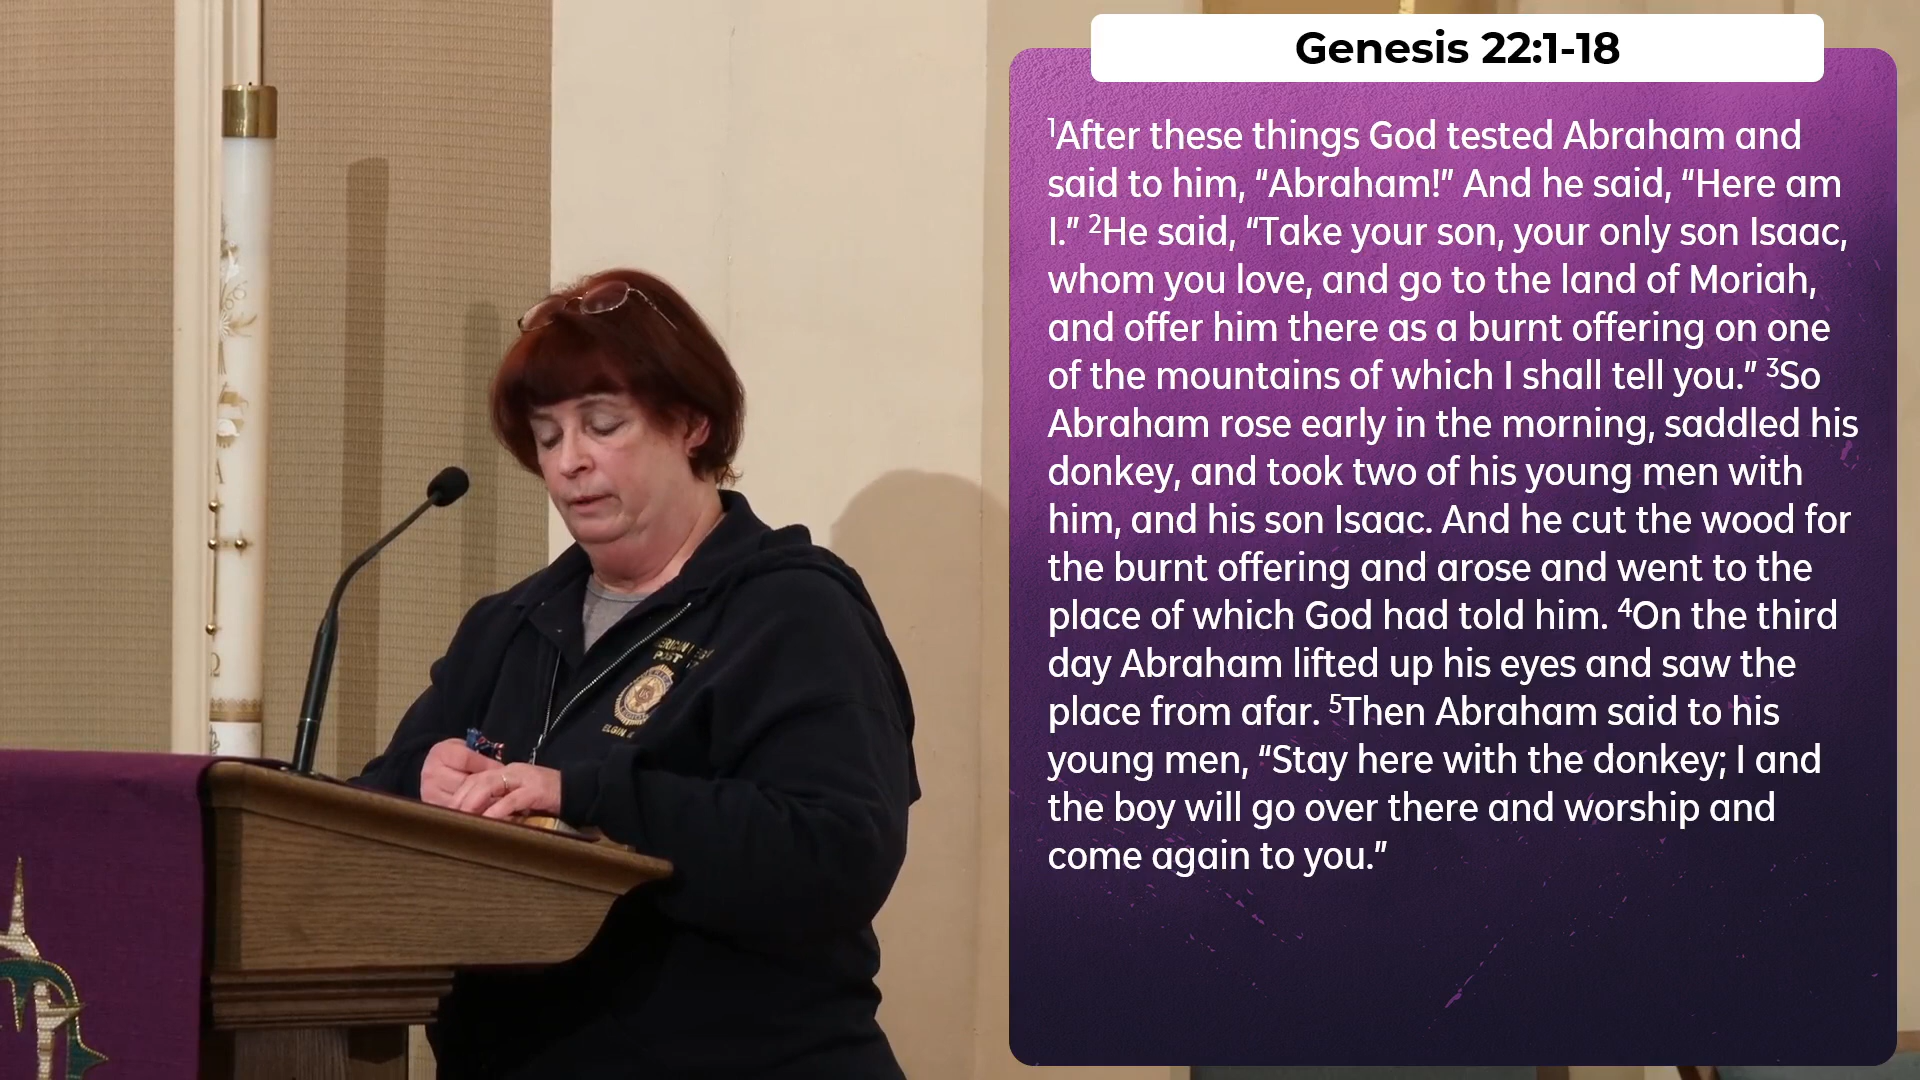 Genesis 22:1-18
¹After these things God tested Abraham and
said to him, “Abraham!” And he said, “Here am
I.” ²He said, “Take your son, your only son Isaac,
whom you love, and go to the land of Moriah,
and offer him there as a burnt offering on one
of the mountains of which I shall tell you.” ³So
Abraham rose early in the morning, saddled his
donkey, and took two of his young men with
him, and his son Isaac. And he cut the wood for
the burnt offering and arose and went to the
place of which God had told him. ⁴On the third
day Abraham lifted up his eyes and saw the
place from afar. ⁵Then Abraham said to his
young men, “Stay here with the donkey; I and
the boy will go over there and worship and
come again to you.”
POST
ELGIN
Α
Ω